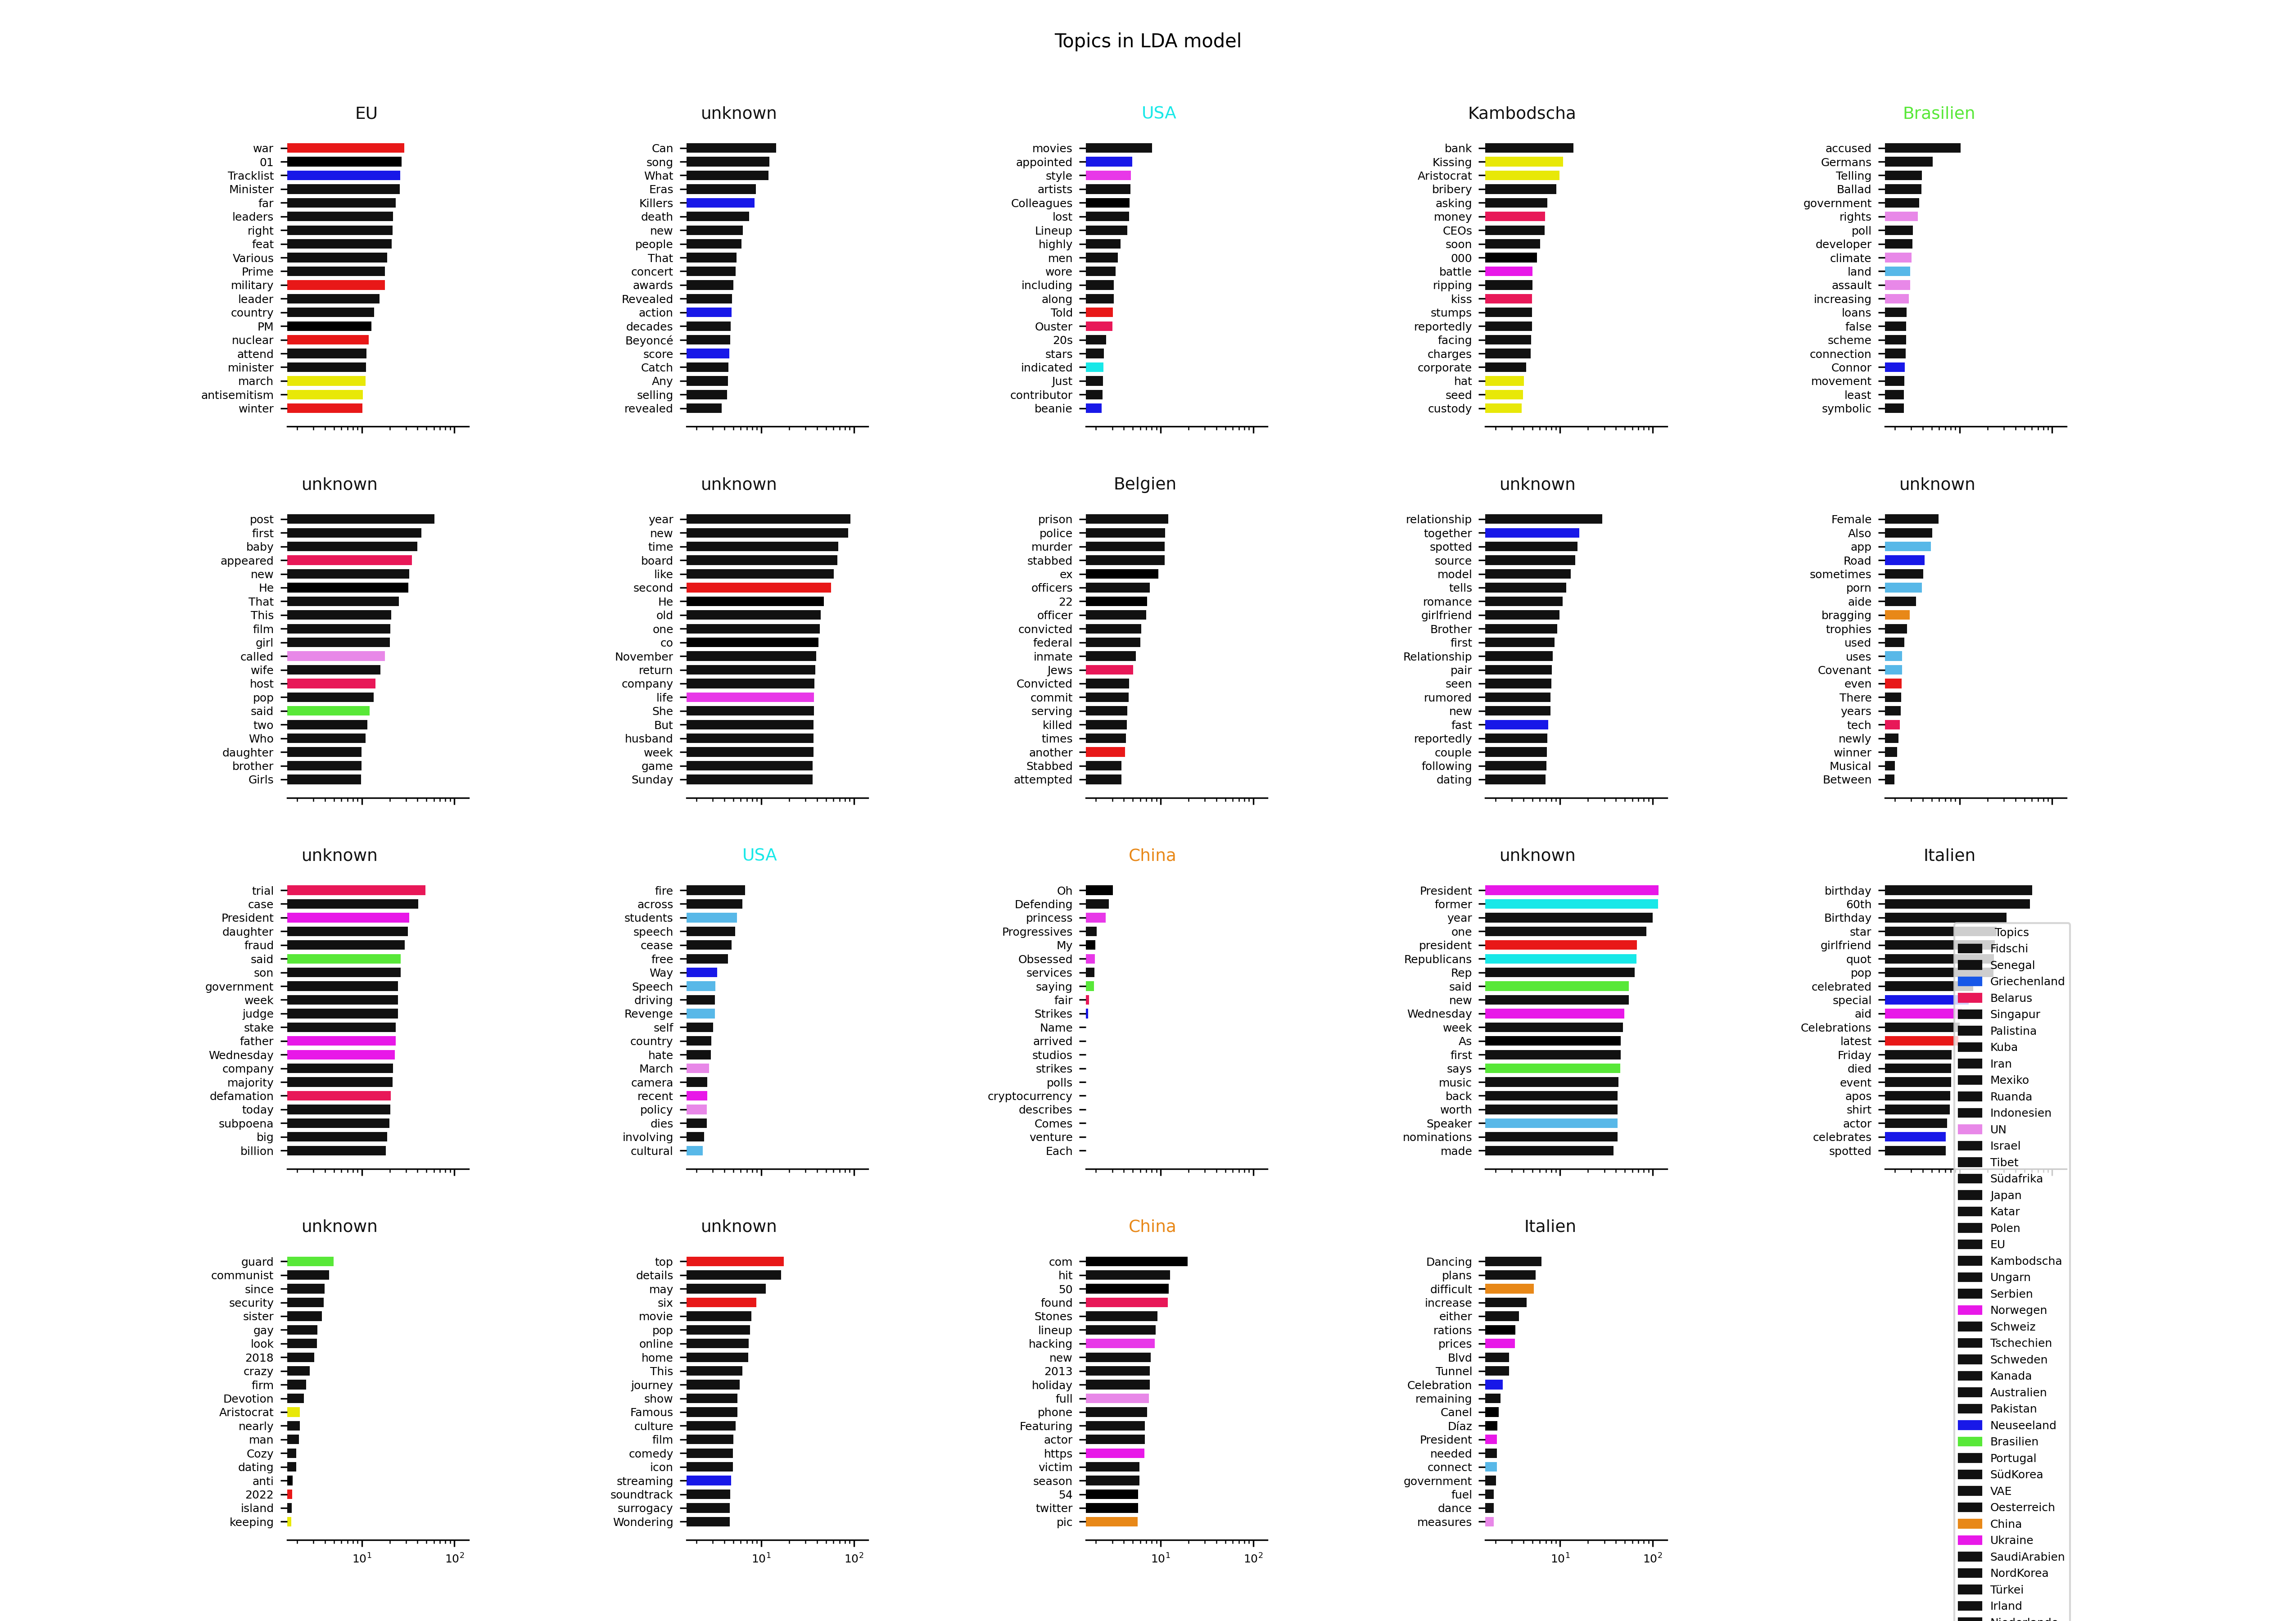 Topics in LDA model
EU
war
01
Tracklist
Minister
far
leaders
right
feat
Various
Prime
military
leader
country
PM
nuclear
attend
minister
march
antisemitism
winter
unknown
Can
song
What
Eras
Killers
death
new
people
That
concert
awards
Revealed
action
decades
Beyoncé
score
Catch
Any
selling
revealed
USA
movies
appointed
style
artists
Colleagues
lost
Lineup
highly
men
wore
including
along
Told
Ouster
20s
stars
indicated
Just
contributor
beanie
Kambodscha
bank
Kissing
Aristocrat
bribery
asking
money
CEOs
soon
000
battle
ripping
kiss
stumps
reportedly
facing
charges
corporate
hat
seed
custody
Brasilien
accused
Germans
Telling
Ballad
government
rights
poll
developer
climate
land
assault
increasing
loans
false
scheme
connection
Connor
movement
least
symbolic
unknown
post
first
baby
appeared
new
He
That
This
film
girl
called
wife
host
pop
said
two
Who
daughter
brother
Girls
unknown
year
new
time
board
like
second
He
old
one
co
November
return
company
life
She
But
husband
week
game
Sunday
Belgien
prison
police
murder
stabbed
ex
officers
22
officer
convicted
federal
inmate
Jews
Convicted
commit
serving
killed
times
another
Stabbed
attempted
unknown
relationship
together
spotted
source
model
tells
romance
girlfriend
Brother
first
Relationship
pair
seen
rumored
new
fast
reportedly
couple
following
dating
unknown
Female
Also
app
Road
sometimes
porn
aide
bragging
trophies
used
uses
Covenant
even
There
years
tech
newly
winner
Musical
Between
unknown
trial
case
President
daughter
fraud
said
son
government
week
judge
stake
father
Wednesday
company
majority
defamation
today
subpoena
big
billion
USA
fire
across
students
speech
cease
free
Way
Speech
driving
Revenge
self
country
hate
March
camera
recent
policy
dies
involving
cultural
China
Oh
Defending
princess
Progressives
My
Obsessed
services
saying
fair
Strikes
Name
arrived
studios
strikes
polls
cryptocurrency
describes
Comes
venture
Each
unknown
President
former
year
one
president
Republicans
Rep
said
new
Wednesday
week
As
first
says
music
back
worth
Speaker
nominations
made
Italien
birthday
60th
Birthday
star
girlfriend
quot
pop
celebrated
special
aid
Celebrations
latest
Friday
died
event
apos
shirt
actor
celebrates
spotted
unknown
guard
communist
since
security
sister
gay
look
2018
crazy
firm
Devotion
Aristocrat
nearly
man
Cozy
dating
anti
2022
island
keeping
10¹ 10²
unknown
top
details
may
six
movie
pop
online
home
This
journey
show
Famous
culture
film
comedy
icon
streaming
soundtrack
surrogacy
Wondering
10¹ 10²
China
com
hit
50
found
Stones
lineup
hacking
new
2013
holiday
full
phone
Featuring
actor
https
victim
season
54
twitter
pic
10¹ 10²
Italien
Dancing
plans
difficult
increase
either
rations
prices
Blvd
Tunnel
Celebration
remaining
Canel
Díaz
President
needed
connect
government
fuel
dance
measures
10¹ 10²
Topics
Fidschi
Senegal
Griechenland
Belarus
Singapur
Palistina
Kuba
Iran
Mexiko
Ruanda
Indonesien
UN
Israel
Tibet
Südafrika
Japan
Katar
Polen
EU
Kambodscha
Ungarn
Serbien
Norwegen
Schweiz
Tschechien
Schweden
Kanada
Australien
Pakistan
Neuseeland
Brasilien
Portugal
SüdKorea
VAE
Oesterreich
China
Ukraine
SaudiArabien
NordKorea
Türkei
Irland